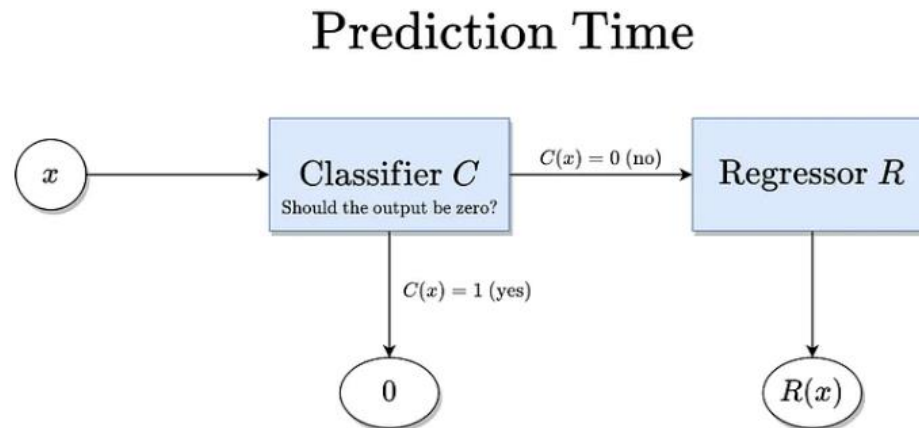 Prediction Time
x
Classifier C
Should the output be zero?
C(x) = 0 (no)
Regressor R
C(x) = 1 (yes)
0
R(x)